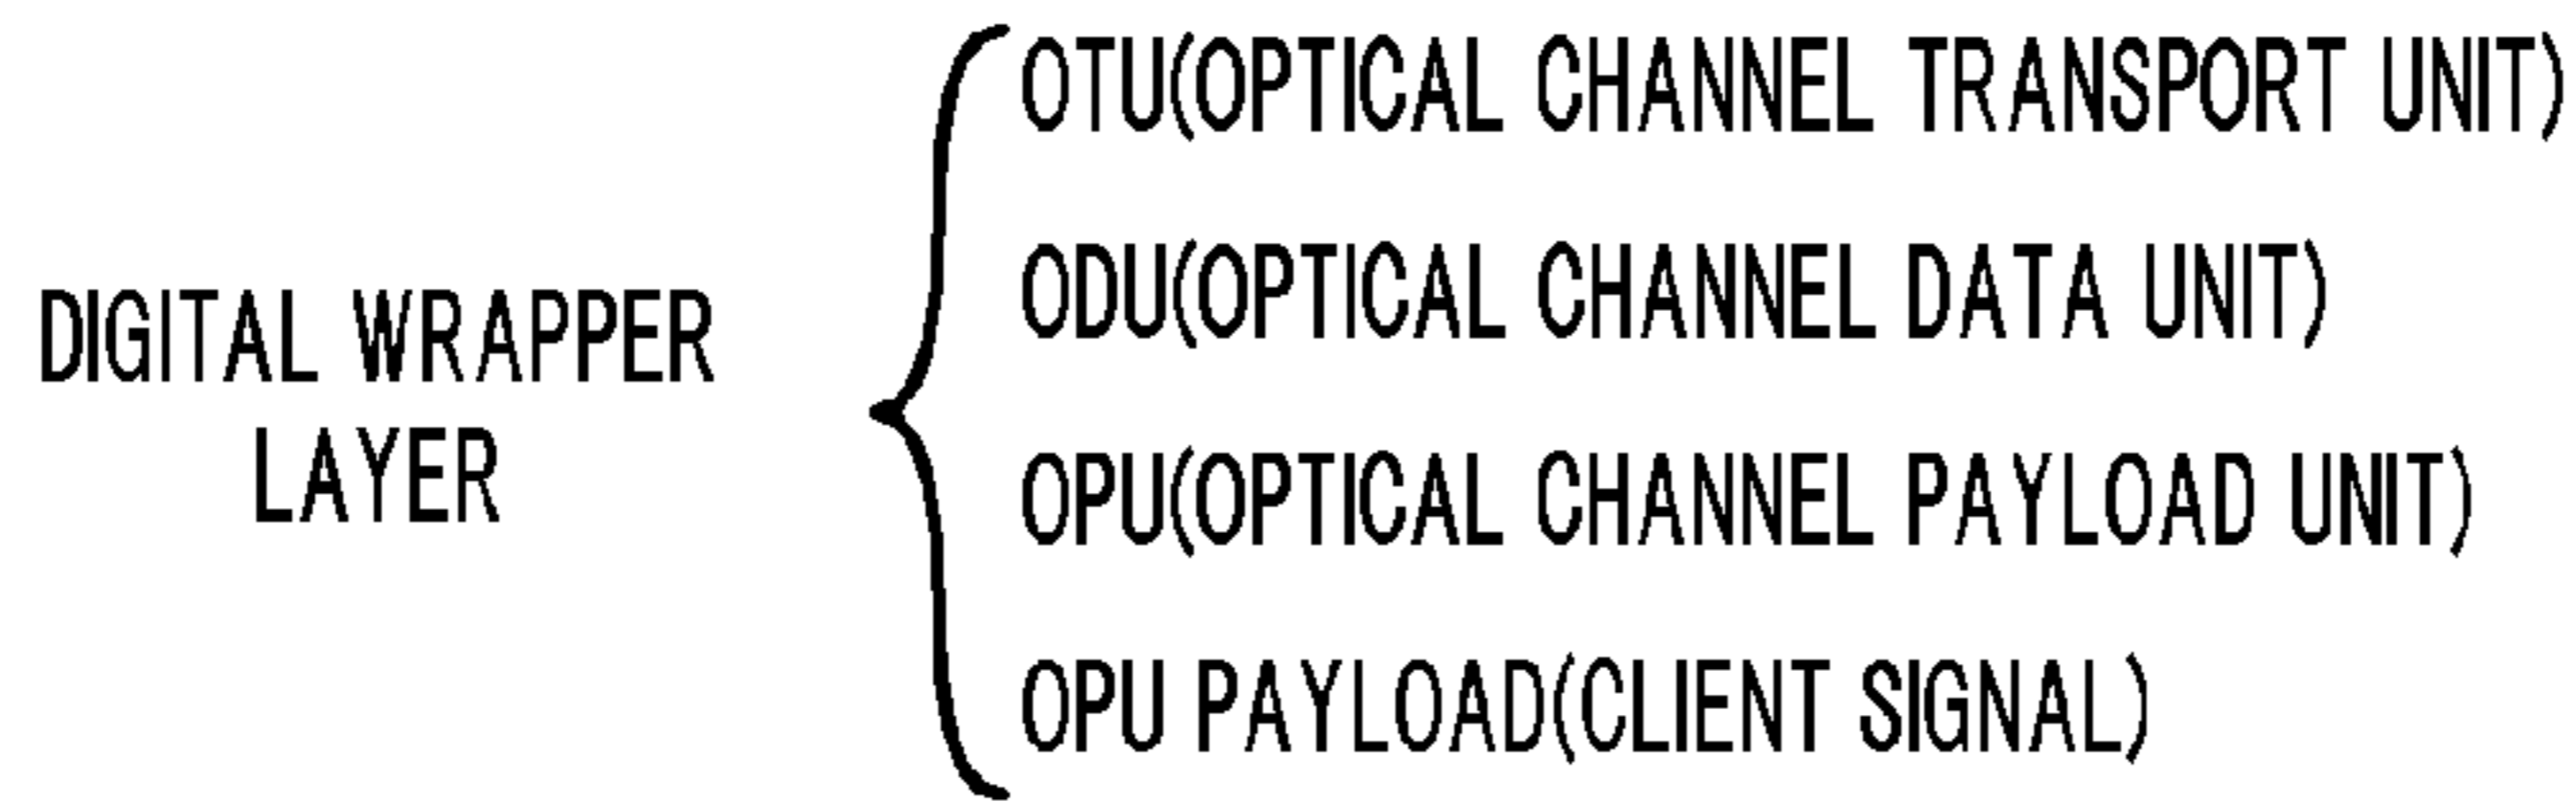 DIGITAL WRAPPER
LAYER
OTU(OPTICAL CHANNEL TRANSPORT UNIT)
ODU(OPTICAL CHANNEL DATA UNIT)
OPU(OPTICAL CHANNEL PAYLOAD UNIT)
OPU PAYLOAD(CLIENT SIGNAL)